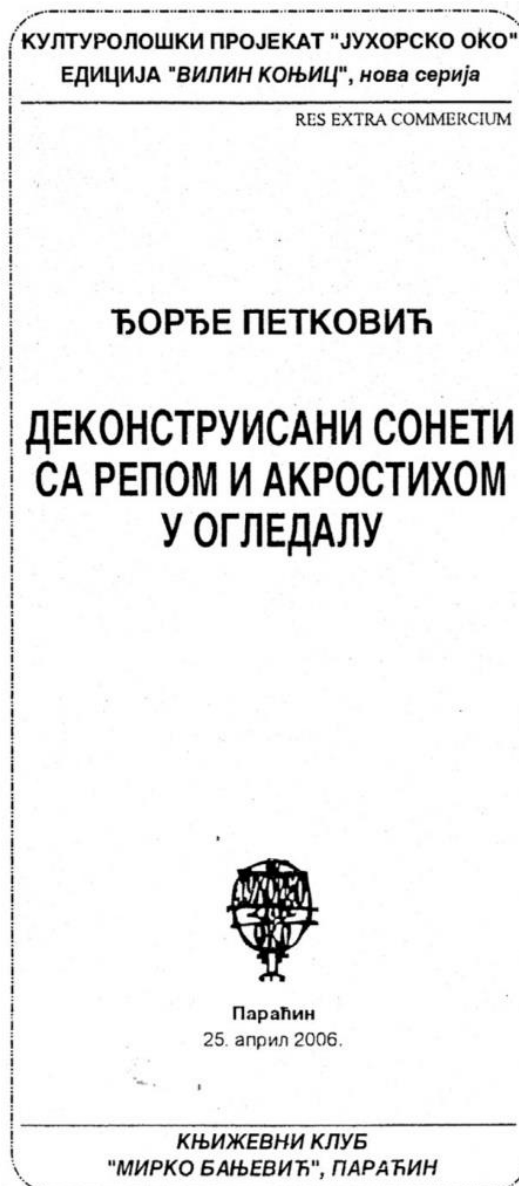 КУЛТУРОЛОШКИ ПРОЈЕКАТ "ЈУХОРСКО ОКО"
ЕДИЦИЈА "ВИЛИН КОЊИЦ", нова серија
RES EXTRA COMMERCIUM
ЂОРЂЕ ПЕТКОВИЋ
ДЕКОНСТРУИСАНИ СОНЕТИ
СА РЕПОМ И АКРОСТИХОМ
У ОГЛЕДАЛУ
Параћин
25. април 2006.
КЊИЖЕВНИ КЛУБ
"МИРКО БАЊЕВИЋ", ПАРАЋИН